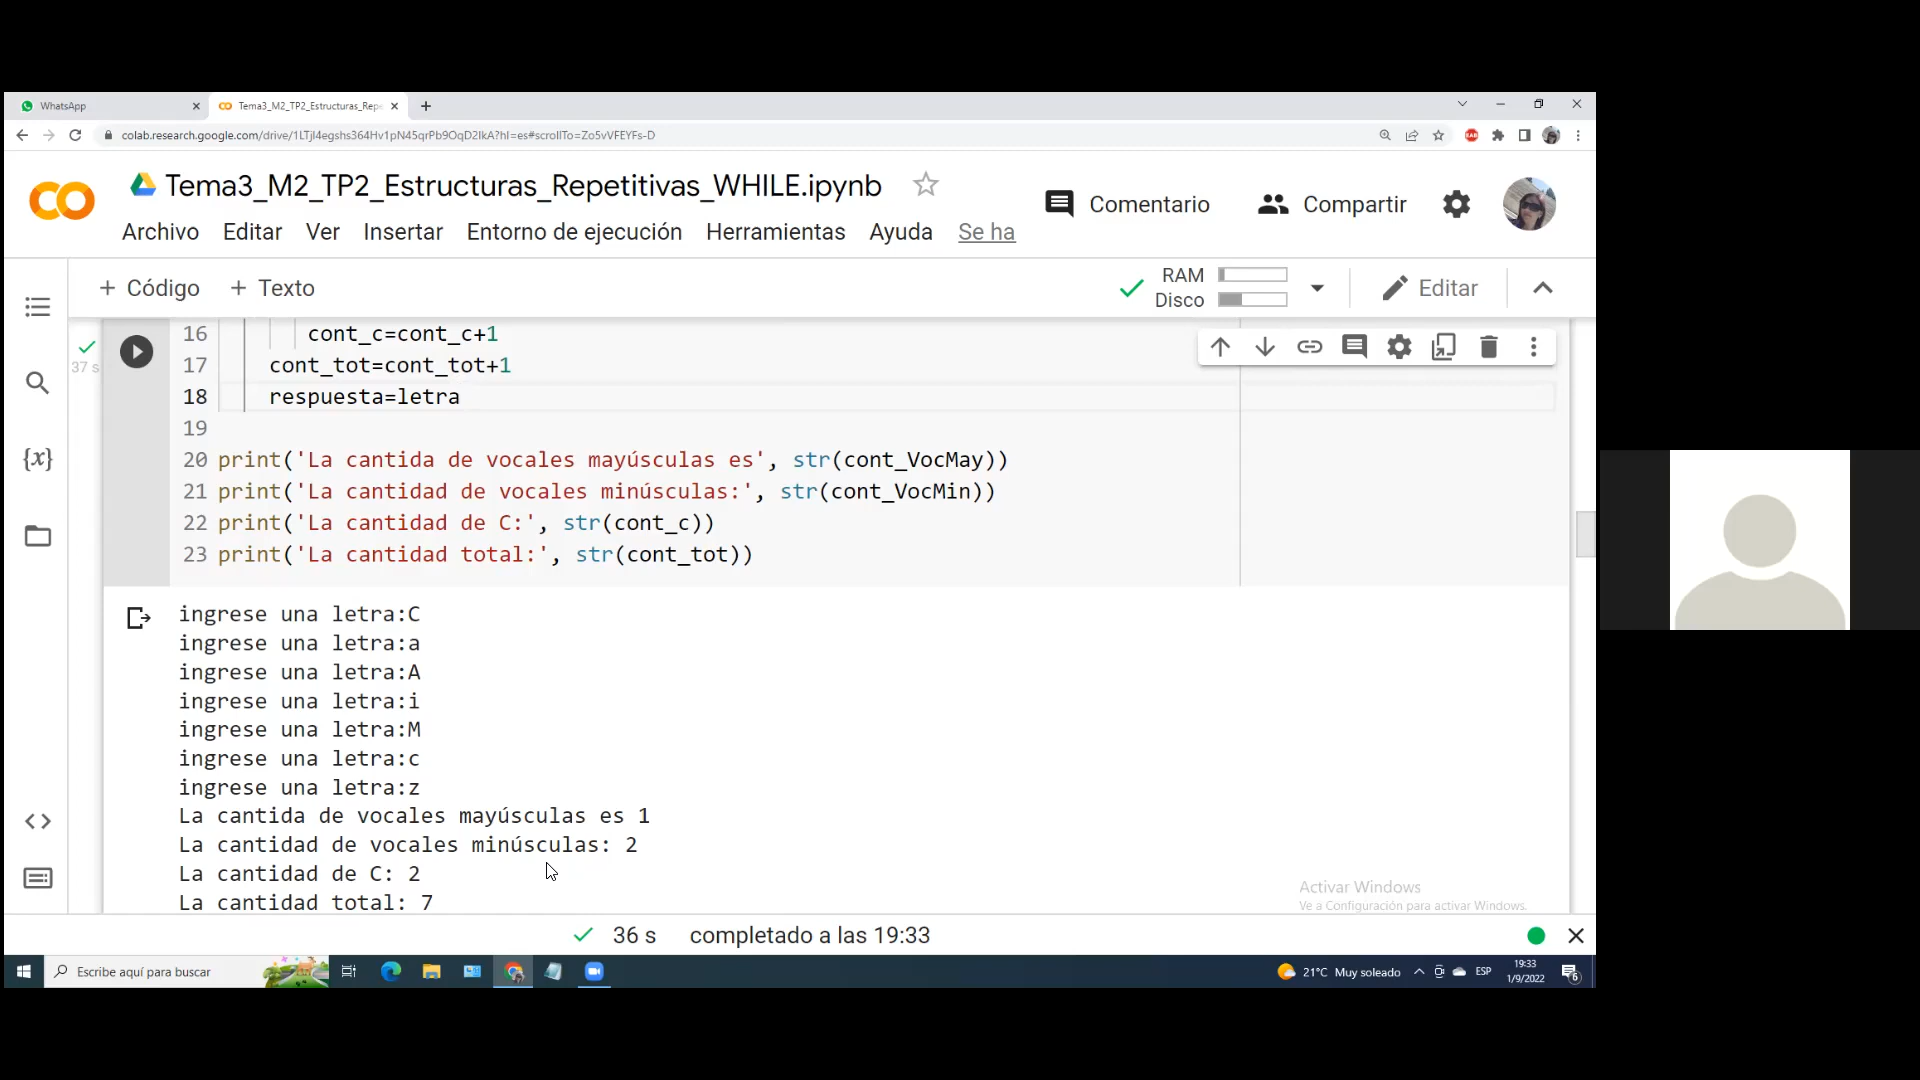 WhatsApp
Tema3_M2_TP2_Estructuras_Repe
colab.research.google.com/drive/1LTjI4egshs364Hv1pN45qrPb9OqD2IkA?hl=es#scrollTo=Zo5vVFEYFs-D
Tema3_M2_TP2_Estructuras_Repetitivas_WHILE.ipynb
Comentario
Compartir
Archivo Editar Ver Insertar Entorno de ejecución Herramientas Ayuda Se ha
+ Código + Texto
RAM
Disco
Editar
37 s
16 cont_c=cont_c+1
17 cont_tot=cont_tot+1
18 respuesta=letra
19
20 print('La cantida de vocales mayúsculas es', str(cont_VocMay))
21 print('La cantidad de vocales minúsculas:', str(cont_VocMin))
22 print('La cantidad de C:', str(cont_c))
23 print('La cantidad total:', str(cont_tot))
ingrese una letra:C
ingrese una letra:a
ingrese una letra:A
ingrese una letra:i
ingrese una letra:M
ingrese una letra:c
ingrese una letra:z
La cantida de vocales mayúsculas es 1
La cantidad de vocales minúsculas: 2
La cantidad de C: 2
La cantidad total: 7
Activar Windows
Ve a Configuración para activar Windows.
36 s completado a las 19:33
Escribe aquí para buscar
21°C Muy soleado
ESP
19:33
1/9/2022
6